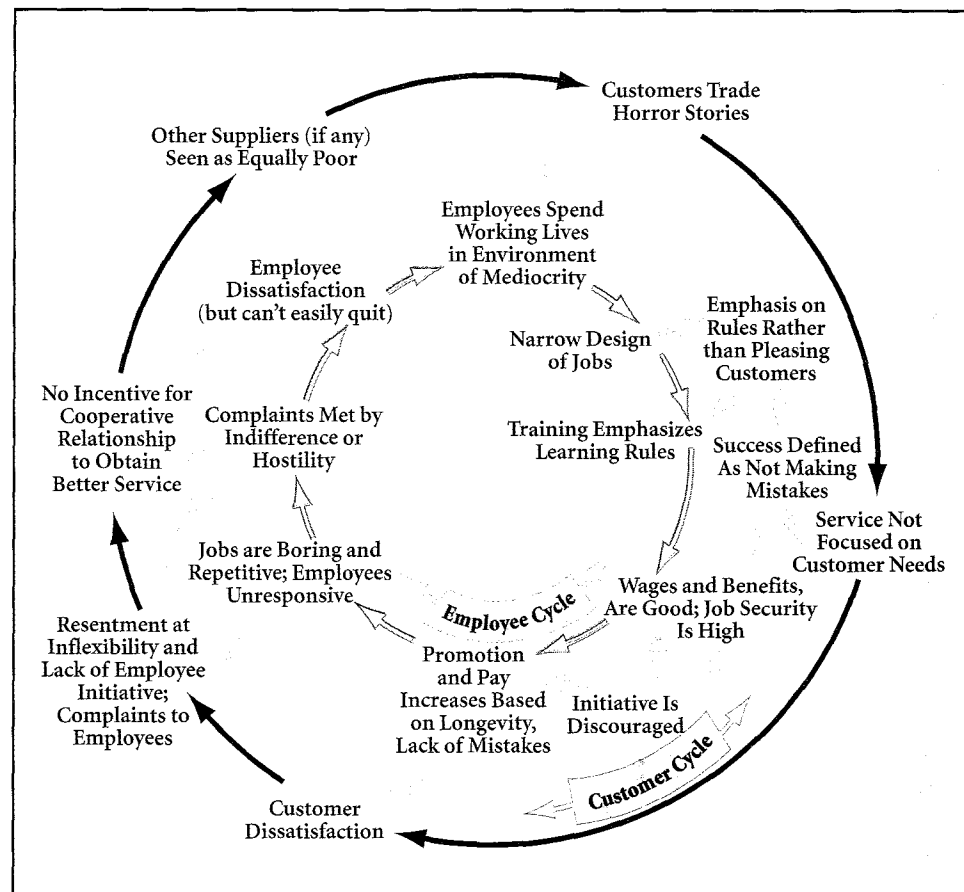 Customers Trade
Horror Stories
Other Suppliers (if any)
Seen as Equally Poor
Employees Spend
Working Lives
in Environment
of Mediocrity
Employee
Dissatisfaction
(but can't easily quit)
Emphasis on
Rules Rather
than Pleasing
Customers
Narrow Design
of Jobs
No Incentive for
Cooperative
Relationship
to Obtain
Better Service
Complaints Met by
Indifference or
Hostility
Training Emphasizes
Learning Rules
Success Defined
As Not Making
Mistakes
Service Not
Focused on
Customer Needs
Jobs are Boring and
Repetitive; Employees
Unresponsive
Employee Cycle
Wages and Benefits,
Are Good; Job Security
Is High
Resentment at
Inflexibility and
Lack of Employee
Initiative;
Complaints to
Employees
Promotion
and Pay
Increases Based
on Longevity,
Lack of Mistakes
Initiative Is
Discouraged
Customer Cycle
Customer
Dissatisfaction